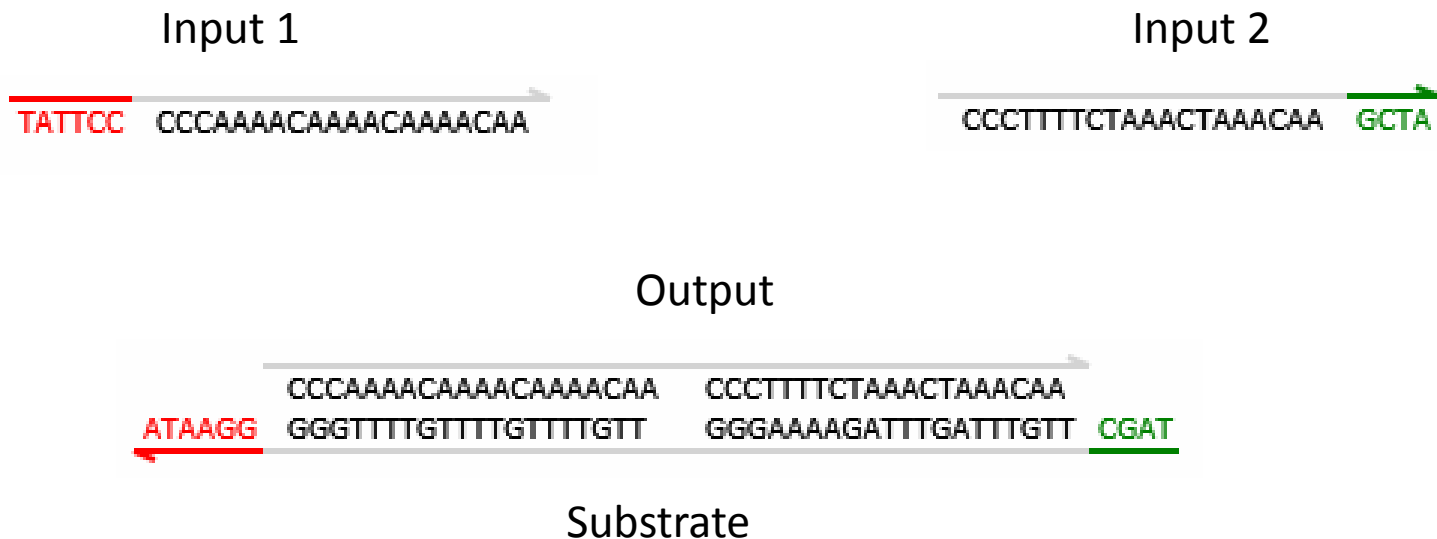 Input 1
Input 2
TATTCC CCCAAAACAAAACAAAACAA
CCCTTTTCTAAACTAAACAA GCTA
Output
CCCAAAACAAAACAAAACAA CCCTTTTCTAAACTAAACAA
ATAAGG GGGTTTTGTTTTGTTTTGTT GGGAAAAGATTTGATTTGTT CGAT
Substrate